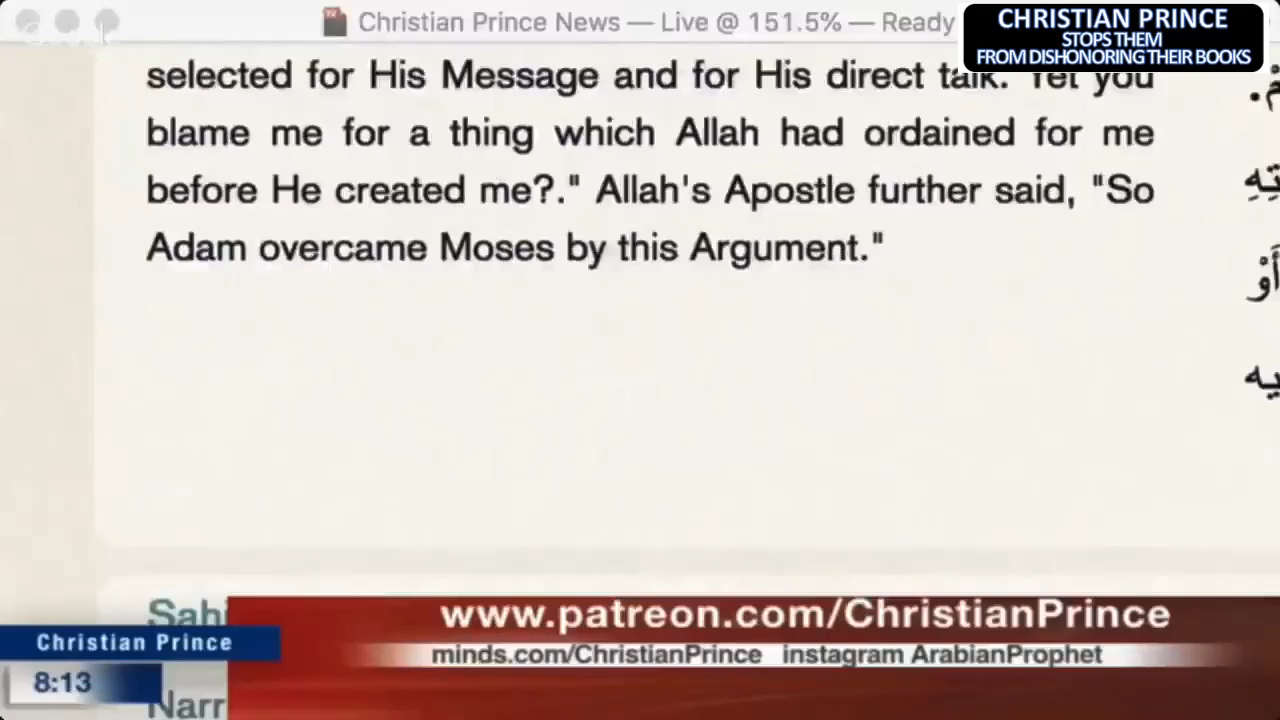 Christian Prince News — Live @ 151.5% — Ready
CHRISTIAN PRINCE
STOPS THEM
FROM DISHONORING THEIR BOOKS
selected for His Message and for His direct talk. Yet you
blame me for a thing which Allah had ordained for me
before He created me?." Allah's Apostle further said, "So
Adam overcame Moses by this Argument."
www.patreon.com/ChristianPrince
Christian Prince
minds.com/ChristianPrince instagram ArabianProphet
8:13